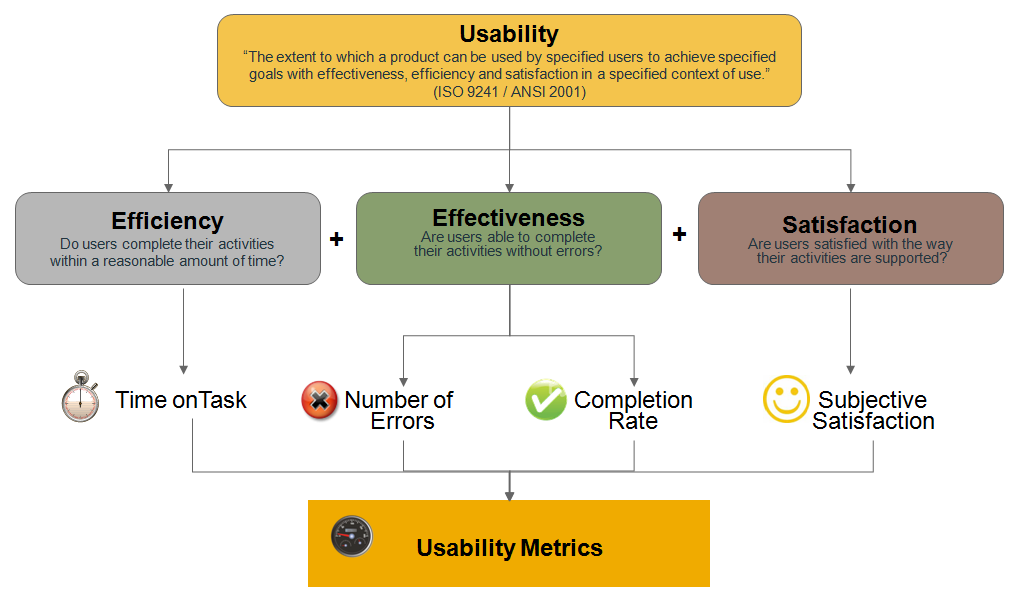 Usability
“The extent to which a product can be used by specified users to achieve specified
goals with effectiveness, efficiency and satisfaction in a specified context of use.”
(ISO 9241 / ANSI 2001)
Efficiency
Do users complete their activities
within a reasonable amount of time?
+
Effectiveness
Are users able to complete
their activities without errors?
+
Satisfaction
Are users satisfied with the way
their activities are supported?
Time onTask
Number of
Errors
Completion
Rate
Subjective
Satisfaction
Usability Metrics